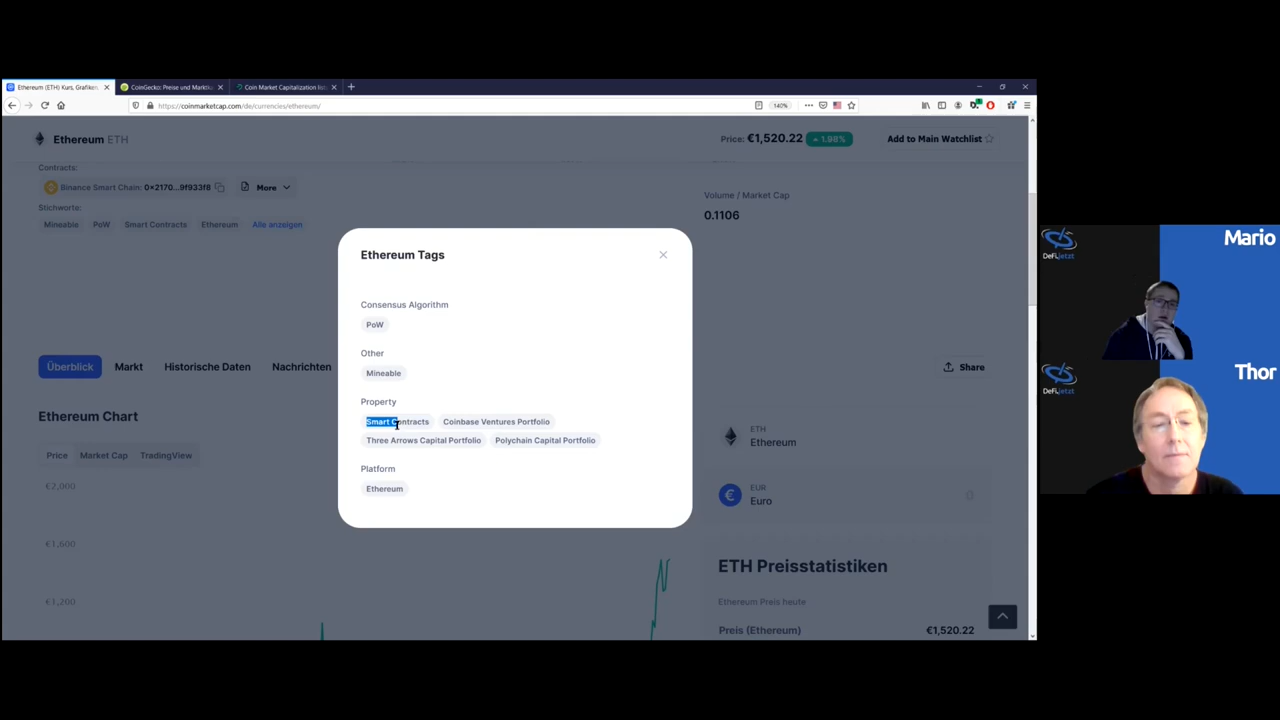 Ethereum (ETH) Kurs, Grafiken,
CoinGecko: Preise und Marktka
Coin Market Capitalization lists
https://coinmarketcap.com/de/currencies/ethereum/
140%
Ethereum ETH
Price: €1,520.22 1.98%
Add to Main Watchlist
Contracts:
Binance Smart Chain: 0×2170...9f933f8
More
Stichworte:
Mineable PoW Smart Contracts Ethereum Alle anzeigen
Volume / Market Cap
0.1106
Ethereum Tags
Consensus Algorithm
PoW
Other
Mineable
Property
Smart Contracts Coinbase Ventures Portfolio
Three Arrows Capital Portfolio Polychain Capital Portfolio
Platform
Ethereum
Überblick Markt Historische Daten Nachrichten
Share
Ethereum Chart
Price Market Cap TradingView
€2,000
€1,600
€1,200
ETH
Ethereum
EUR
Euro
0
ETH Preisstatistiken
Ethereum Preis heute
Preis (Ethereum) €1,520.22
Mario
DeFi.jetzt
Thor
DeFi.jetzt